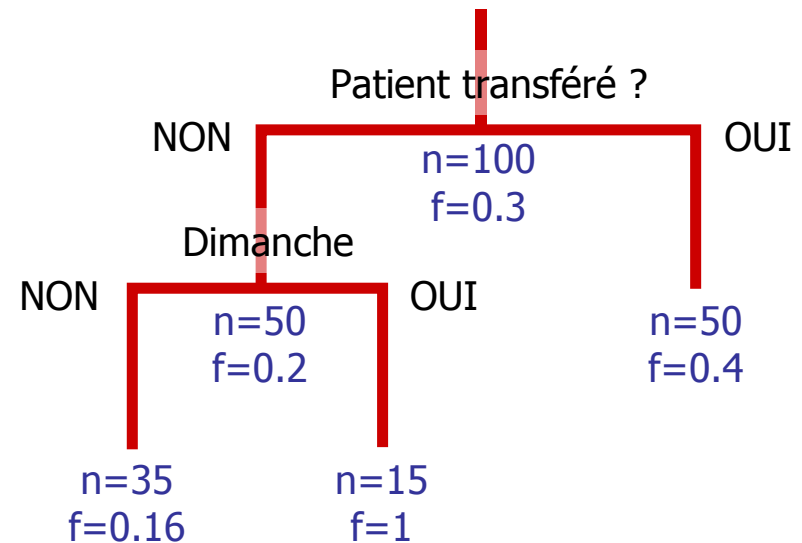 Patient transféré ?
NON
OUI
n=100
f=0.3
Dimanche
NON
OUI
n=50
f=0.2
n=50
f=0.4
n=35
f=0.16
n=15
f=1